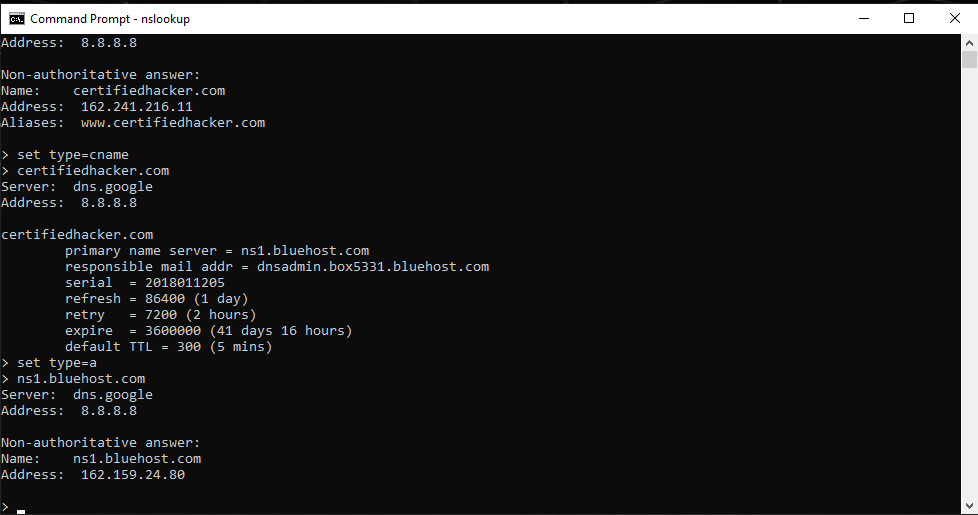 Command Prompt - nslookup
Address:  8.8.8.8
Non-authoritative answer:
Name:    certifiedhacker.com
Address:  162.241.216.11
Aliases:  www.certifiedhacker.com
> set type=cname
> certifiedhacker.com
Server:  dns.google
Address:  8.8.8.8
certifiedhacker.com
        primary name server = ns1.bluehost.com
        responsible mail addr = dnsadmin.box5331.bluehost.com
        serial  = 2018011205
        refresh = 86400 (1 day)
        retry   = 7200 (2 hours)
        expire  = 3600000 (41 days 16 hours)
        default TTL = 300 (5 mins)
> set type=a
> ns1.bluehost.com
Server:  dns.google
Address:  8.8.8.8
Non-authoritative answer:
Name:    ns1.bluehost.com
Address:  162.159.24.80
>